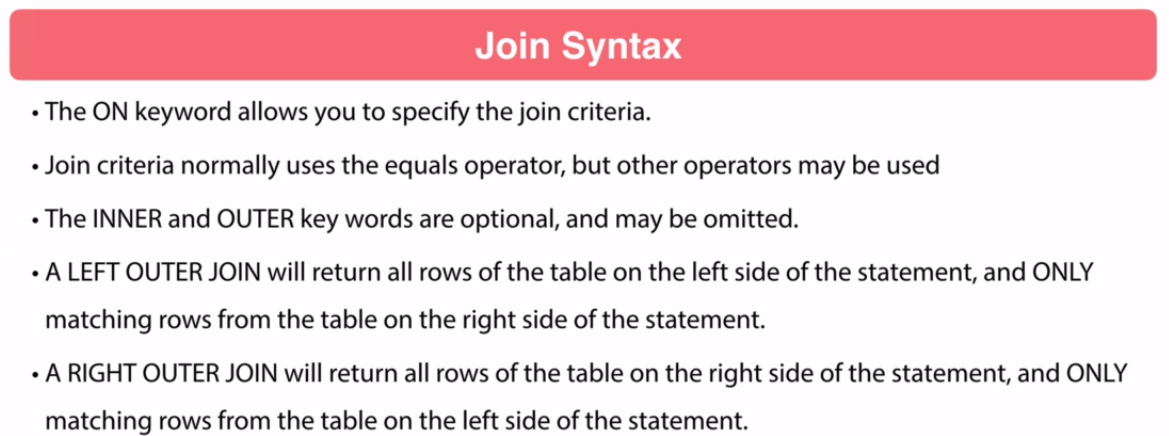 Join Syntax
• The ON keyword allows you to specify the join criteria.
• Join criteria normally uses the equals operator, but other operators may be used
• The INNER and OUTER key words are optional, and may be omitted.
• A LEFT OUTER JOIN will return all rows of the table on the left side of the statement, and ONLY
matching rows from the table on the right side of the statement.
• A RIGHT OUTER JOIN will return all rows of the table on the right side of the statement, and ONLY
matching rows from the table on the left side of the statement.